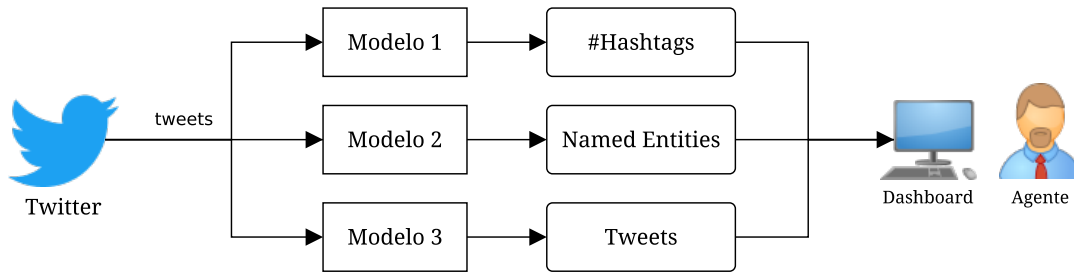 Modelo 1
#Hashtags
tweets
Modelo 2
Named Entities
Twitter
Dashboard
Agente
Modelo 3
Tweets